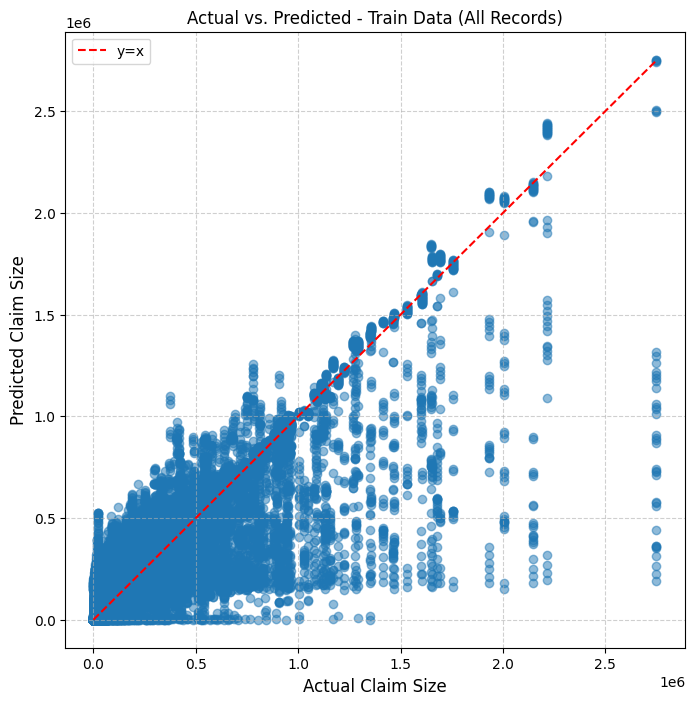 Actual vs. Predicted - Train Data (All Records)
1e6
y=x
2.5
2.0
1.5
1.0
0.5
0.0
Predicted Claim Size
0.0 0.5 1.0 1.5 2.0 2.5
1e6
Actual Claim Size